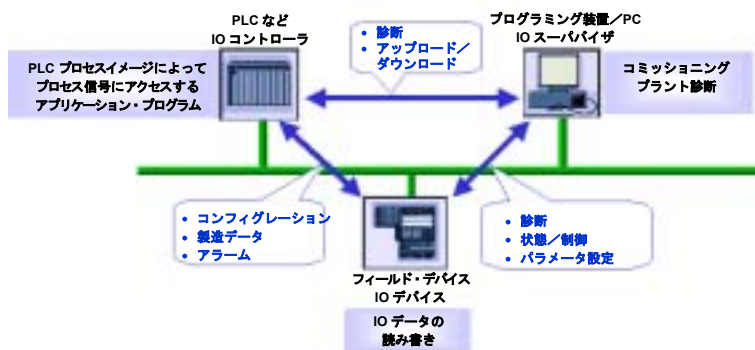 PLC など
IO コントローラ
PLC プロセスイメージによって
プロセス信号にアクセスする
アプリケーション・プログラム
• 診断
• アップロード／
ダウンロード
プログラミング装置／PC
IO スーパバイザ
コミッショニング
プラント診断
• コンフィグレーション
• 製造データ
• アラーム
• 診断
• 状態／制御
• パラメータ設定
フィールド・デバイス
IO デバイス
IO データの
読み書き